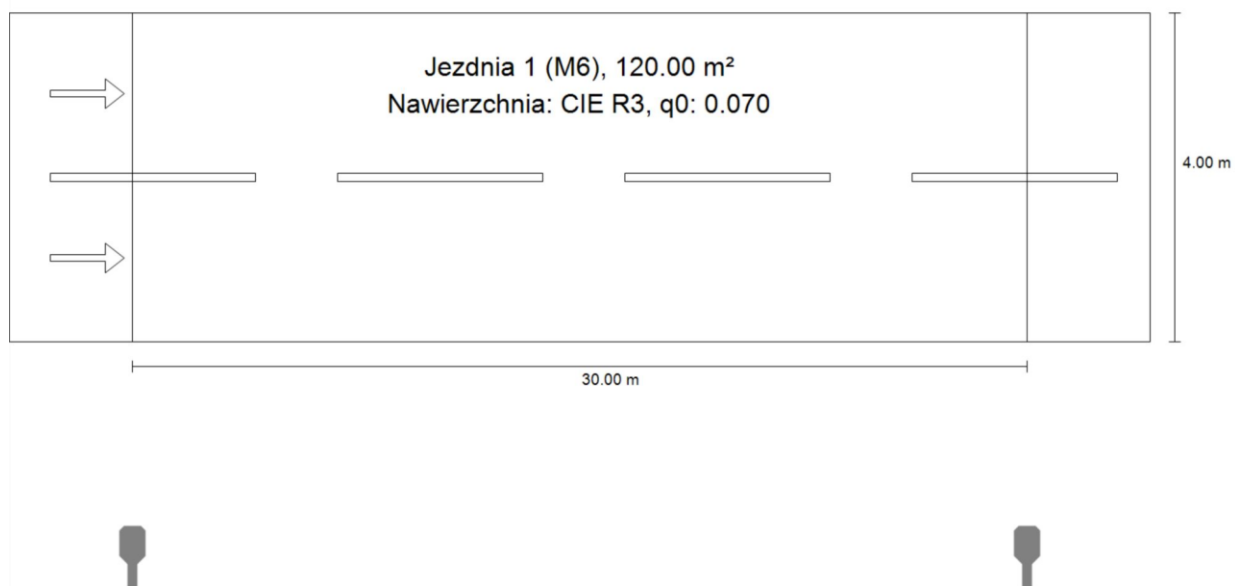 Jezdnia 1 (M6), 120.00 m²
Nawierzchnia: CIE R3, q0: 0.070
4.00 m
30.00 m